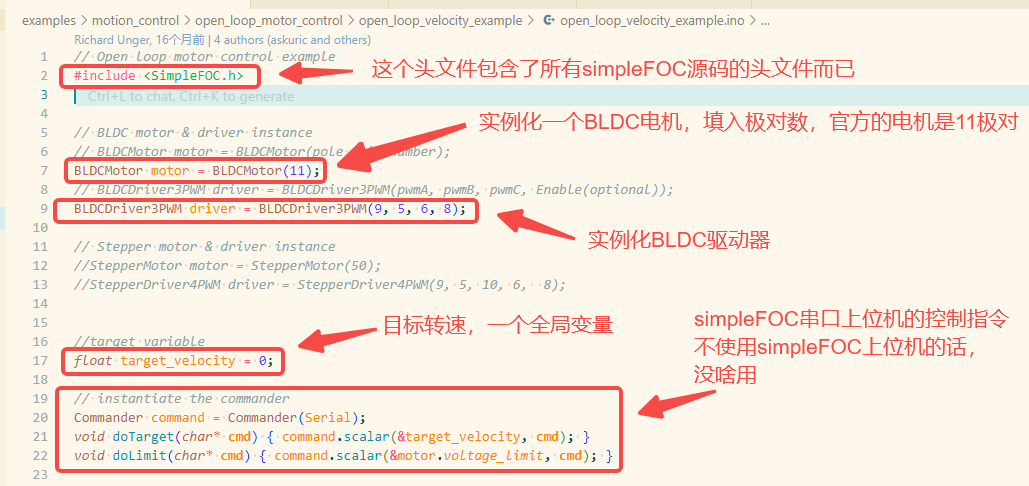 examples > motion_control > open_loop_motor_control > open_loop_velocity_example > open_loop_velocity_example.ino > ...
Richard Unger, 16个月前 | 4 authors (askuric and others)
1 // Open loop motor control example
2 #include <SimpleFOC.h>
这个头文件包含了所有simpleFOC源码的头文件而已
3 Ctrl+L to chat, Ctrl+K to generate
4
实例化一个BLDC电机，填入极对数，官方的电机是11极对
5 // BLDC motor & driver instance
6 // BLDCMotor motor = BLDCMotor(pole number);
7 BLDCMotor motor = BLDCMotor(11);
8 // BLDCDriver3PWM driver = BLDCDriver3PWM(pwmA, pwmB, pwmC, Enable(optional));
9 BLDCDriver3PWM driver = BLDCDriver3PWM(9, 5, 6, 8);
10
实例化BLDC驱动器
11 // Stepper motor & driver instance
12 //StepperMotor motor = StepperMotor(50);
13 //StepperDriver4PWM driver = StepperDriver4PWM(9, 5, 10, 6, 8);
14
15
目标转速，一个全局变量
16 //target variable
17 float target_velocity = 0;
18
simpleFOC串口上位机的控制指令
不使用simpleFOC上位机的话，
没啥用
19 // instantiate the commander
20 Commander command = Commander(Serial);
21 void doTarget(char* cmd) { command.scalar(&target_velocity, cmd); }
22 void doLimit(char* cmd) { command.scalar(&motor.voltage_limit, cmd); }
23